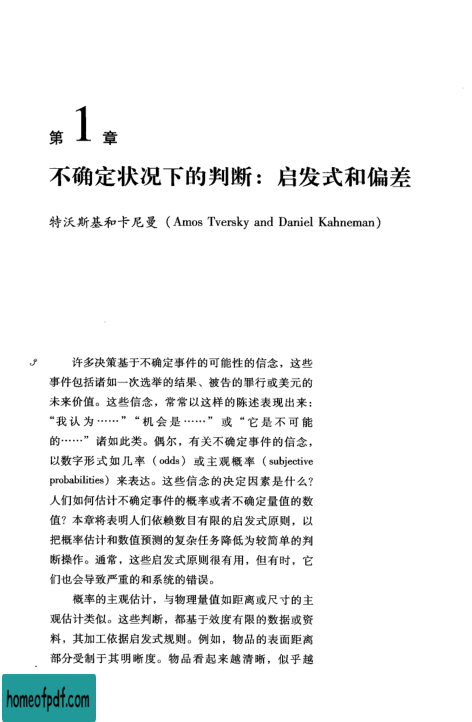 第1章
不确定状况下的判断：启发式和偏差
特沃斯基和卡尼曼（Amos Tversky and Daniel Kahneman）
许多决策基于不确定事件的可能性的信念，这些
事件包括诸如一次选举的结果、被告的罪行或美元的
未来价值。这些信念，常常以这样的陈述表现出来：
“我认为……”“机会是……”或“它是不可能
的……”诸如此类。偶尔，有关不确定事件的信念，
以数字形式如几率（odds）或主观概率（subjective
probabilities）来表达。这些信念的决定因素是什么？
人们如何估计不确定事件的概率或者不确定量值的数
值？本章将表明人们依赖数目有限的启发式原则，以
把概率估计和数值预测的复杂任务降低为较简单的判
断操作。通常，这些启发式原则很有用，但有时，它
们也会导致严重的和系统的错误。
概率的主观估计，与物理量值如距离或尺寸的主
观估计类似。这些判断，都基于效度有限的数据或资
料，其加工依据启发式规则。例如，物品的表面距离
部分受制于其明晰度。物品看起来越清晰，似乎越
homeofpdf.com